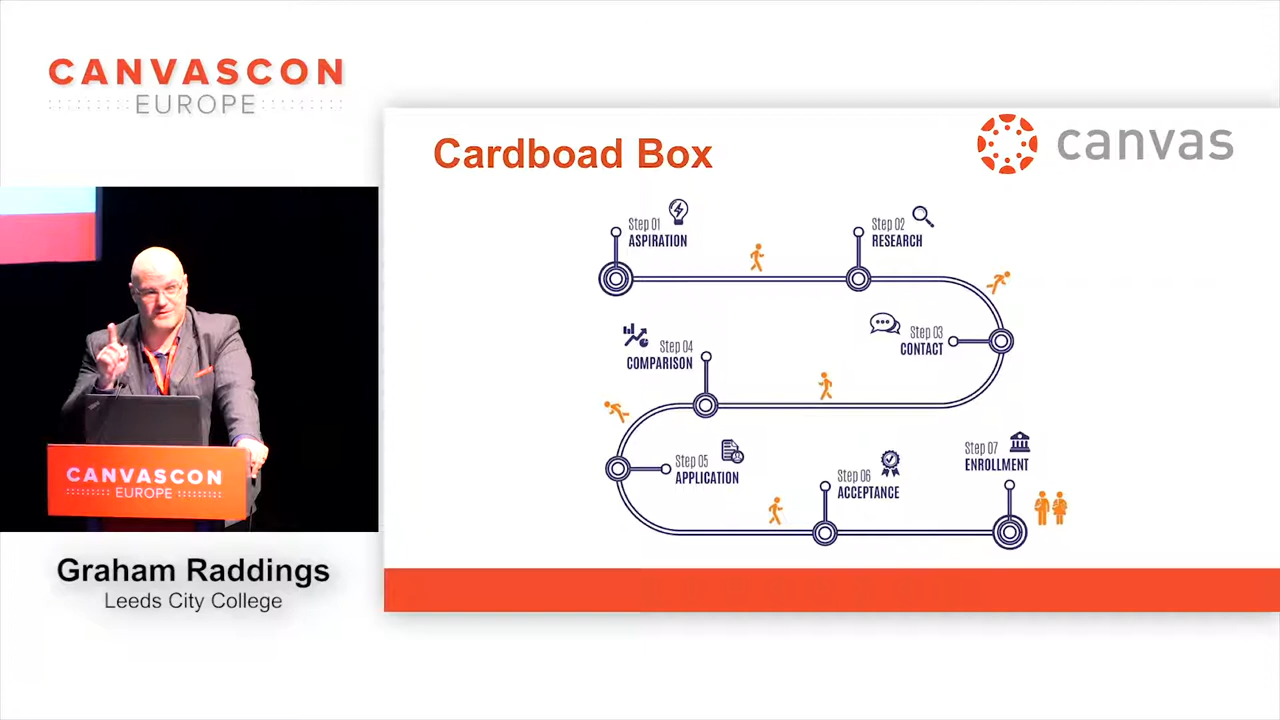 CANVASCON
EUROPE
Cardboad Box
canvas
Step 01
ASPIRATION
Step 02
RESEARCH
Step 03
CONTACT
Step 04
COMPARISON
Step 05
APPLICATION
Step 06
ACCEPTANCE
Step 07
ENROLLMENT
CANVASCON
EUROPE
Graham Raddings
Leeds City College